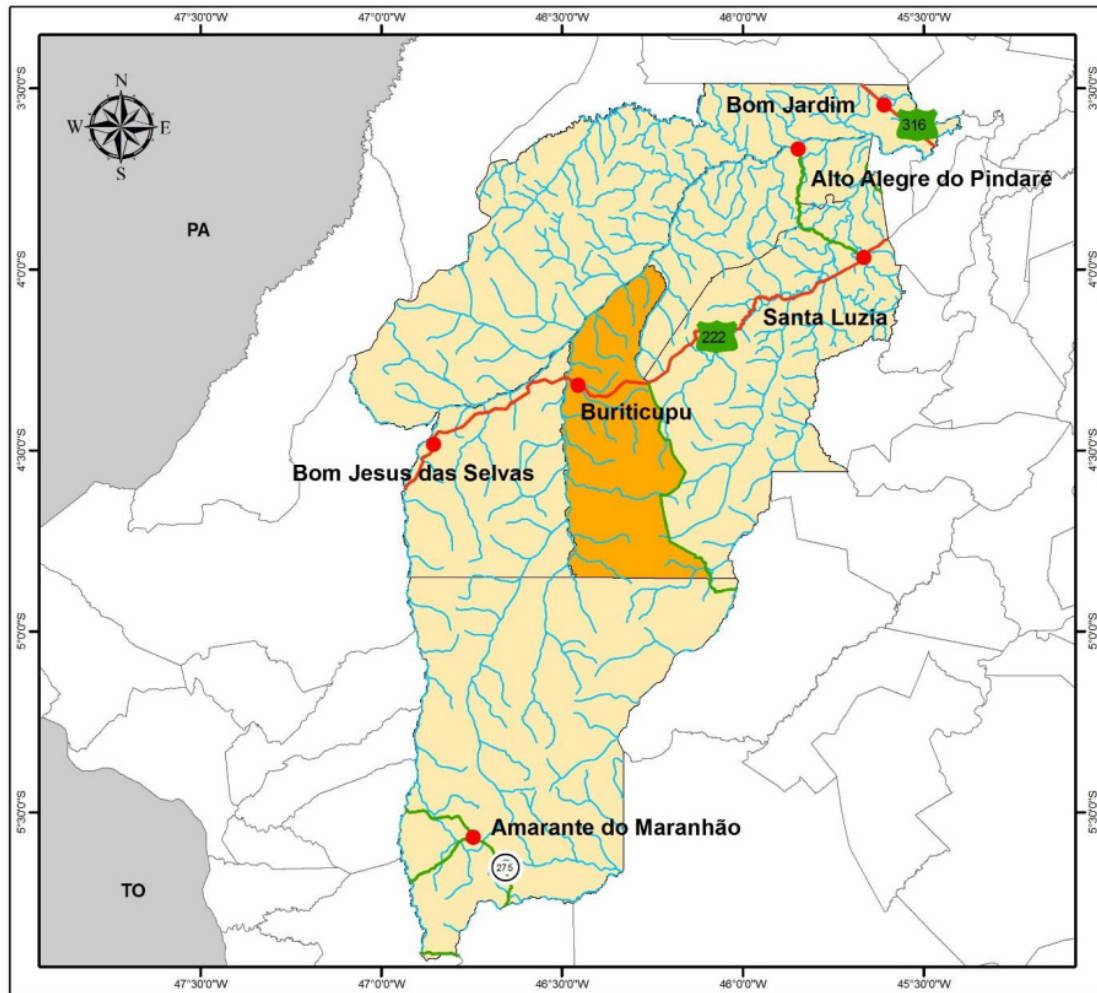 47°30'0"W
47°0'0"W
46°30'0"W
46°0'0"W
45°30'0"W
3°30'0"S
3°30'0"S
N
W
E
S
Bom Jardim
316
Alto Alegre do Pindaré
PA
4°0'0"S
4°0'0"S
Santa Luzia
222
Buriticupu
4°30'0"S
4°30'0"S
Bom Jesus das Selvas
5°0'0"S
5°0'0"S
5°30'0"S
5°30'0"S
Amarante do Maranhão
275
TO
47°30'0"W
47°0'0"W
46°30'0"W
46°0'0"W
45°30'0"W